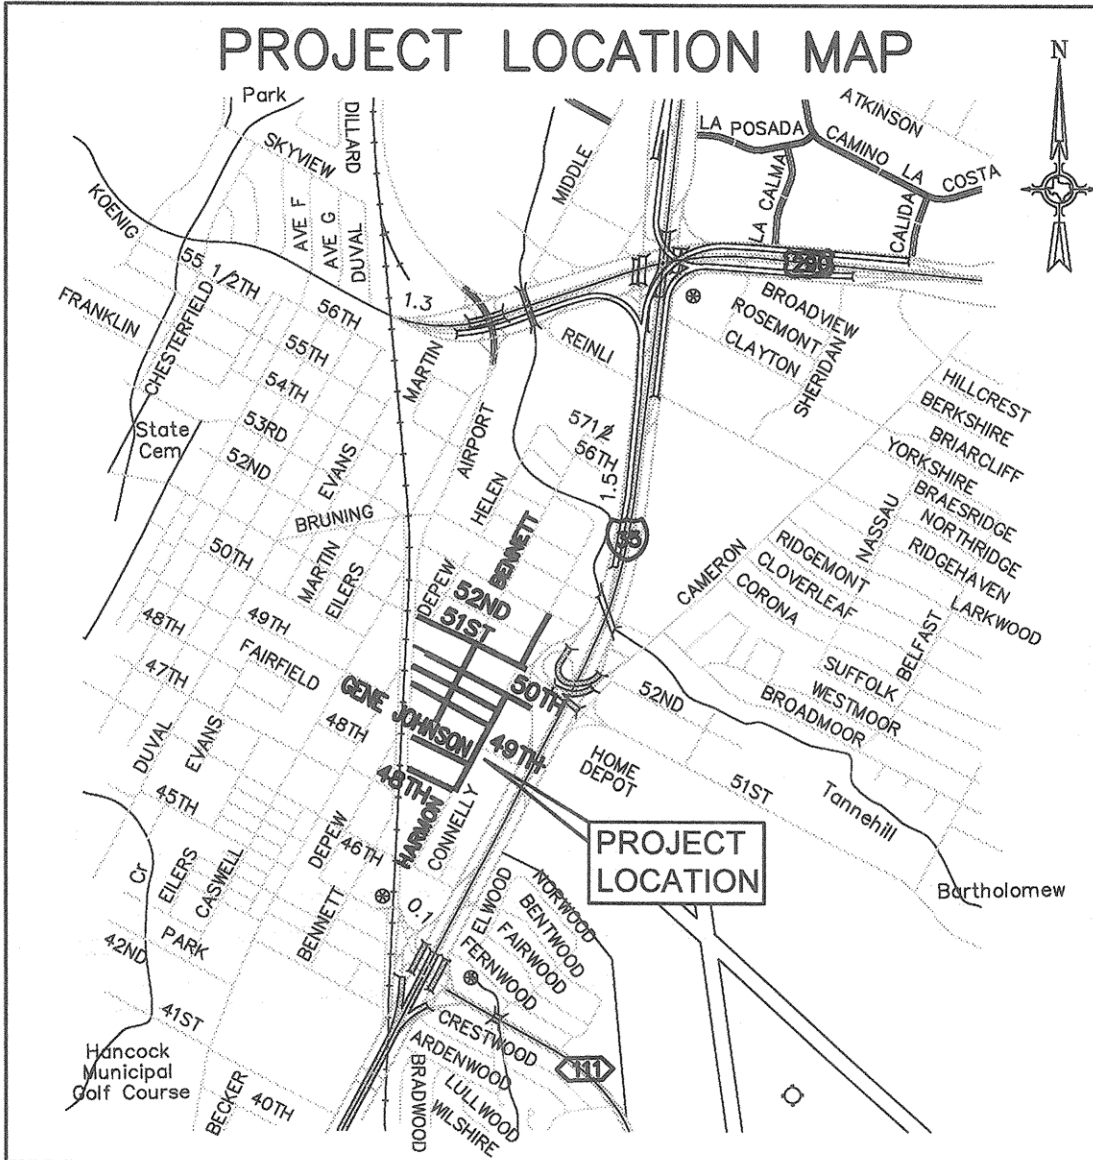 PROJECT LOCATION MAP
N
Park
DILLARD
SKYVIEW
AVE F
AVE G
DUVAL
KOENIG
MIDDLE
LA POSADA
ATKINSON
CAMINO LA COSTA
LA CALMA
CALIDA
290
55 1/2TH
1.3
FRANKLIN
CHESTERFIELD
56TH
55TH
54TH
53RD
52ND
MARTIN
REINLI
BROADVIEW
ROSEMONT
CLAYTON
SHERIDAN
State
Cem
EVANS
AIRPORT
HELEN
571/2
56TH
1.5
35
HILLCREST
BERKSHIRE
BRIARCLIFF
YORKSHIRE
BRAESRIDGE
NORTHRIDGE
RIDGEHAVEN
LARKWOOD
NASSAU
BELFAST
BRUNING
50TH
MARTIN
EILERS
BENNETT
DEPEW
52ND
51ST
CAMERON
RIDGEMONT
CLOVERLEAF
CORONA
SUFFOLK
WESTMOOR
BROADMOOR
48TH
49TH
47TH
FAIRFIELD
GENE JOHNSON
50TH
49TH
52ND
51ST
HOME
DEPOT
Tannehill
DUVAL
EVANS
48TH
48TH
HARMON
CONNELLY
45TH
DEPEW
46TH
PROJECT
LOCATION
Bartholomew
Cr
EILERS
CASWELL
BENNETT
0.1
ELWOOD
NORWOOD
BENTWOOD
FAIRWOOD
FERNWOOD
PARK
42ND
41ST
CRESTWOOD
ARDENWOOD
LULLWOOD
WILSHIRE
BRADWOOD
111
Hancock
Municipal
Golf Course
BECKER
40TH